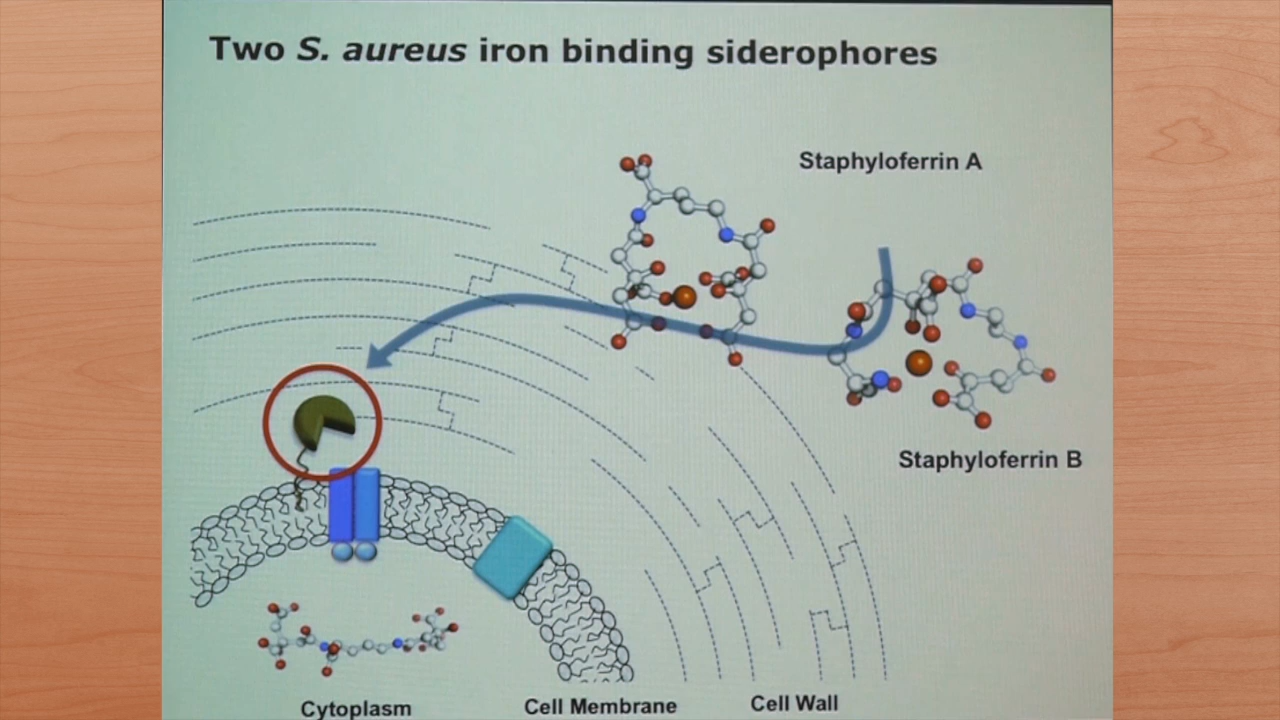 Two S. aureus iron binding siderophores
Staphyloferrin A
Staphyloferrin B
Cytoplasm
Cell Membrane
Cell Wall